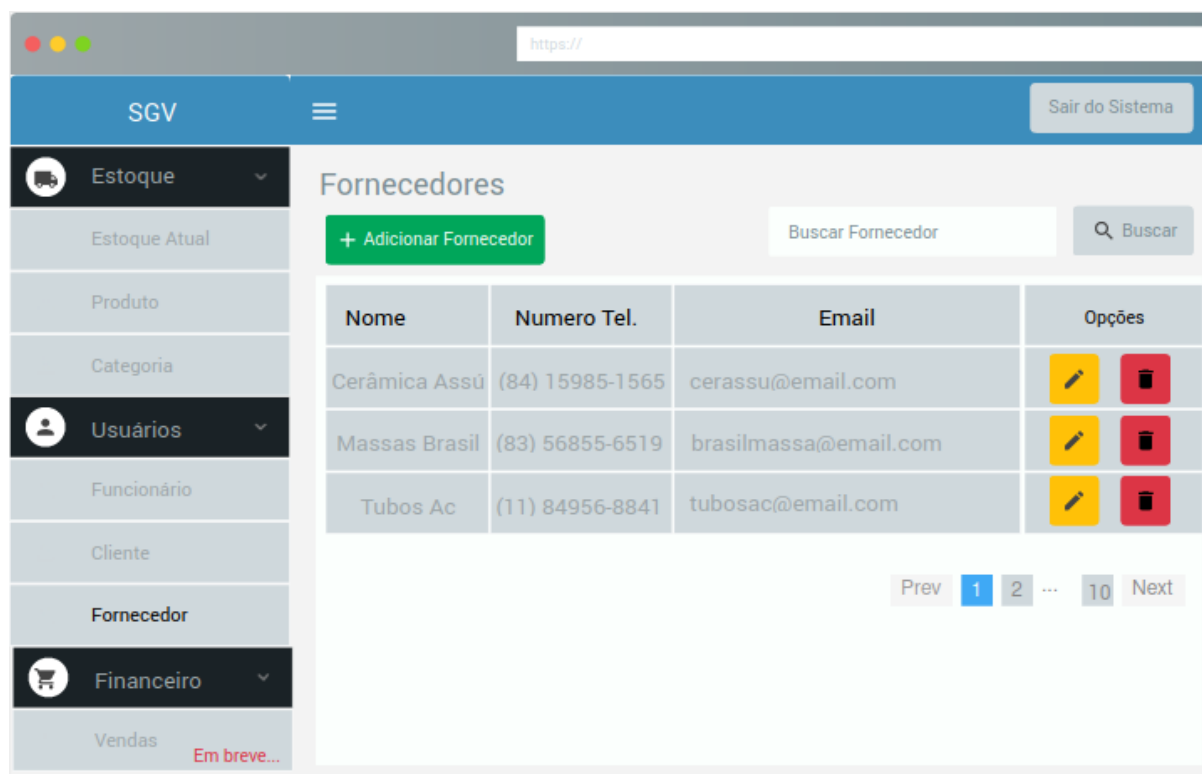 https://
SGV
Sair do Sistema
Estoque
Estoque Atual
Produto
Categoria
Usuários
Funcionário
Cliente
Fornecedor
Financeiro
Vendas
Em breve...
Fornecedores
+ Adicionar Fornecedor
Buscar Fornecedor
Buscar
Nome Numero Tel. Email Opções
Cerâmica Assú (84) 15985-1565 cerassu@email.com
Massas Brasil (83) 56855-6519 brasilmassa@email.com
Tubos Ac (11) 84956-8841 tubosac@email.com
Prev 1 2 ... 10 Next